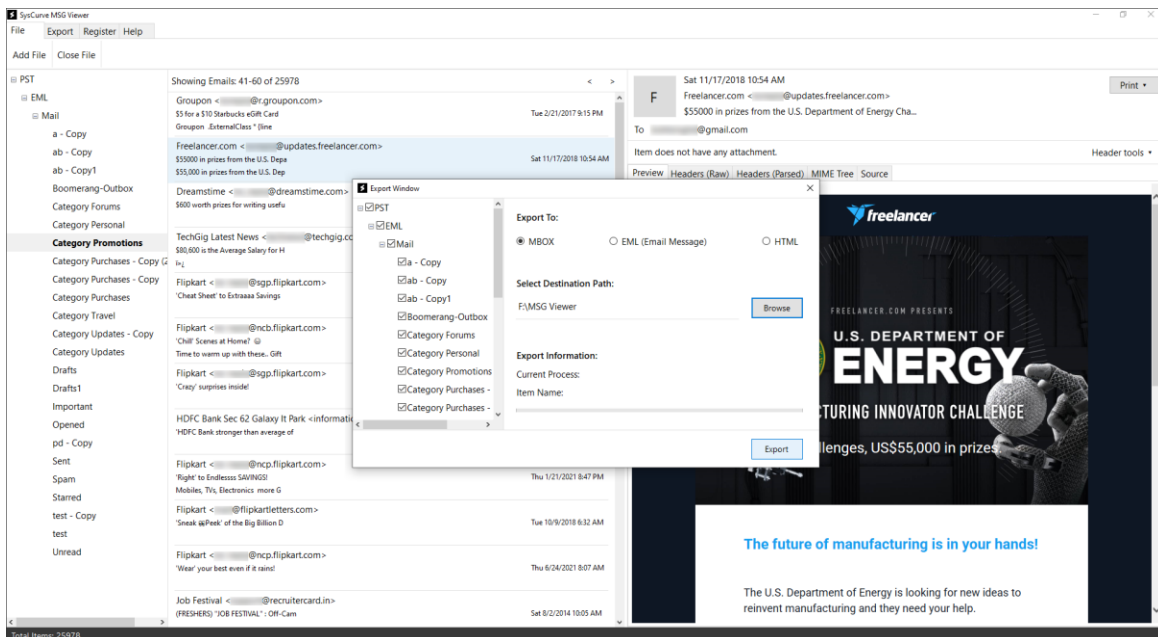 SysCurve MSG Viewer
File Export Register Help
Add File Close File
PST
EML
Mail
a - Copy
ab - Copy
ab - Copy1
Boomerang-Outbox
Category Forums
Category Personal
Category Promotions
Category Purchases - Copy (2
Category Purchases - Copy
Category Purchases
Category Travel
Category Updates - Copy
Category Updates
Drafts
Drafts1
Important
Opened
pd - Copy
Sent
Spam
Starred
test - Copy
test
Unread
Total Items: 25978
Showing Emails: 41-60 of 25978 < >
Groupon < @r.groupon.com>
$5 for a $10 Starbucks eGift Card Tue 2/21/2017 9:15 PM
Groupon .ExternalClass * {line
Freelancer.com < @updates.freelancer.com>
$55000 in prizes from the U.S. Depa Sat 11/17/2018 10:54 AM
$55,000 in prizes from the U.S. Dep
Dreamstime < @dreamstime.com>
$600 worth prizes for writing usefu
TechGig Latest News < @techgig.cc
$80,600 is the Average Salary for H
ï»¿
Flipkart < @sgp.flipkart.com>
'Cheat Sheet' to Extraaaa Savings
Flipkart < @ncb.flipkart.com>
'Chill' Scenes at Home? 😉
Time to warm up with these.. Gift
Flipkart < @sgp.flipkart.com>
'Crazy' surprises inside!
HDFC Bank Sec 62 Galaxy It Park <informati
'HDFC Bank stronger than average of
Flipkart < @ncp.flipkart.com>
'Right' to Endlessss SAVINGS! Thu 1/21/2021 8:47 PM
Mobiles, TVs, Electronics more G
Flipkart < @flipkartletters.com>
'Sneak Peek' of the Big Billion D Tue 10/9/2018 6:32 AM
Flipkart < @ncp.flipkart.com>
'Wear' your best even if it rains! Thu 6/24/2021 8:07 AM
Job Festival < @recruitercard.in>
(FRESHERS) "JOB FESTIVAL" : Off-Cam Sat 8/2/2014 10:05 AM
Export Window
PST
EML
Mail
a - Copy
ab - Copy
ab - Copy1
Boomerang-Outbox
Category Forums
Category Personal
Category Promotions
Category Purchases -
Category Purchases -
Export To:
MBOX EML (Email Message) HTML
Select Destination Path:
F:\MSG Viewer Browse
Export Information:
Current Process:
Item Name:
Export
F
Sat 11/17/2018 10:54 AM
Freelancer.com < @updates.freelancer.com>
$55000 in prizes from the U.S. Department of Energy Cha...
Print
To @gmail.com
Item does not have any attachment. Header tools
Preview Headers (Raw) Headers (Parsed) MIME Tree Source
freelancer
FREELANCER.COM PRESENTS
U.S. DEPARTMENT OF
ENERGY
CTURING INNOVATOR CHALLENGE
llenges, US$55,000 in prizes.
The future of manufacturing is in your hands!
The U.S. Department of Energy is looking for new ideas to
reinvent manufacturing and they need your help.